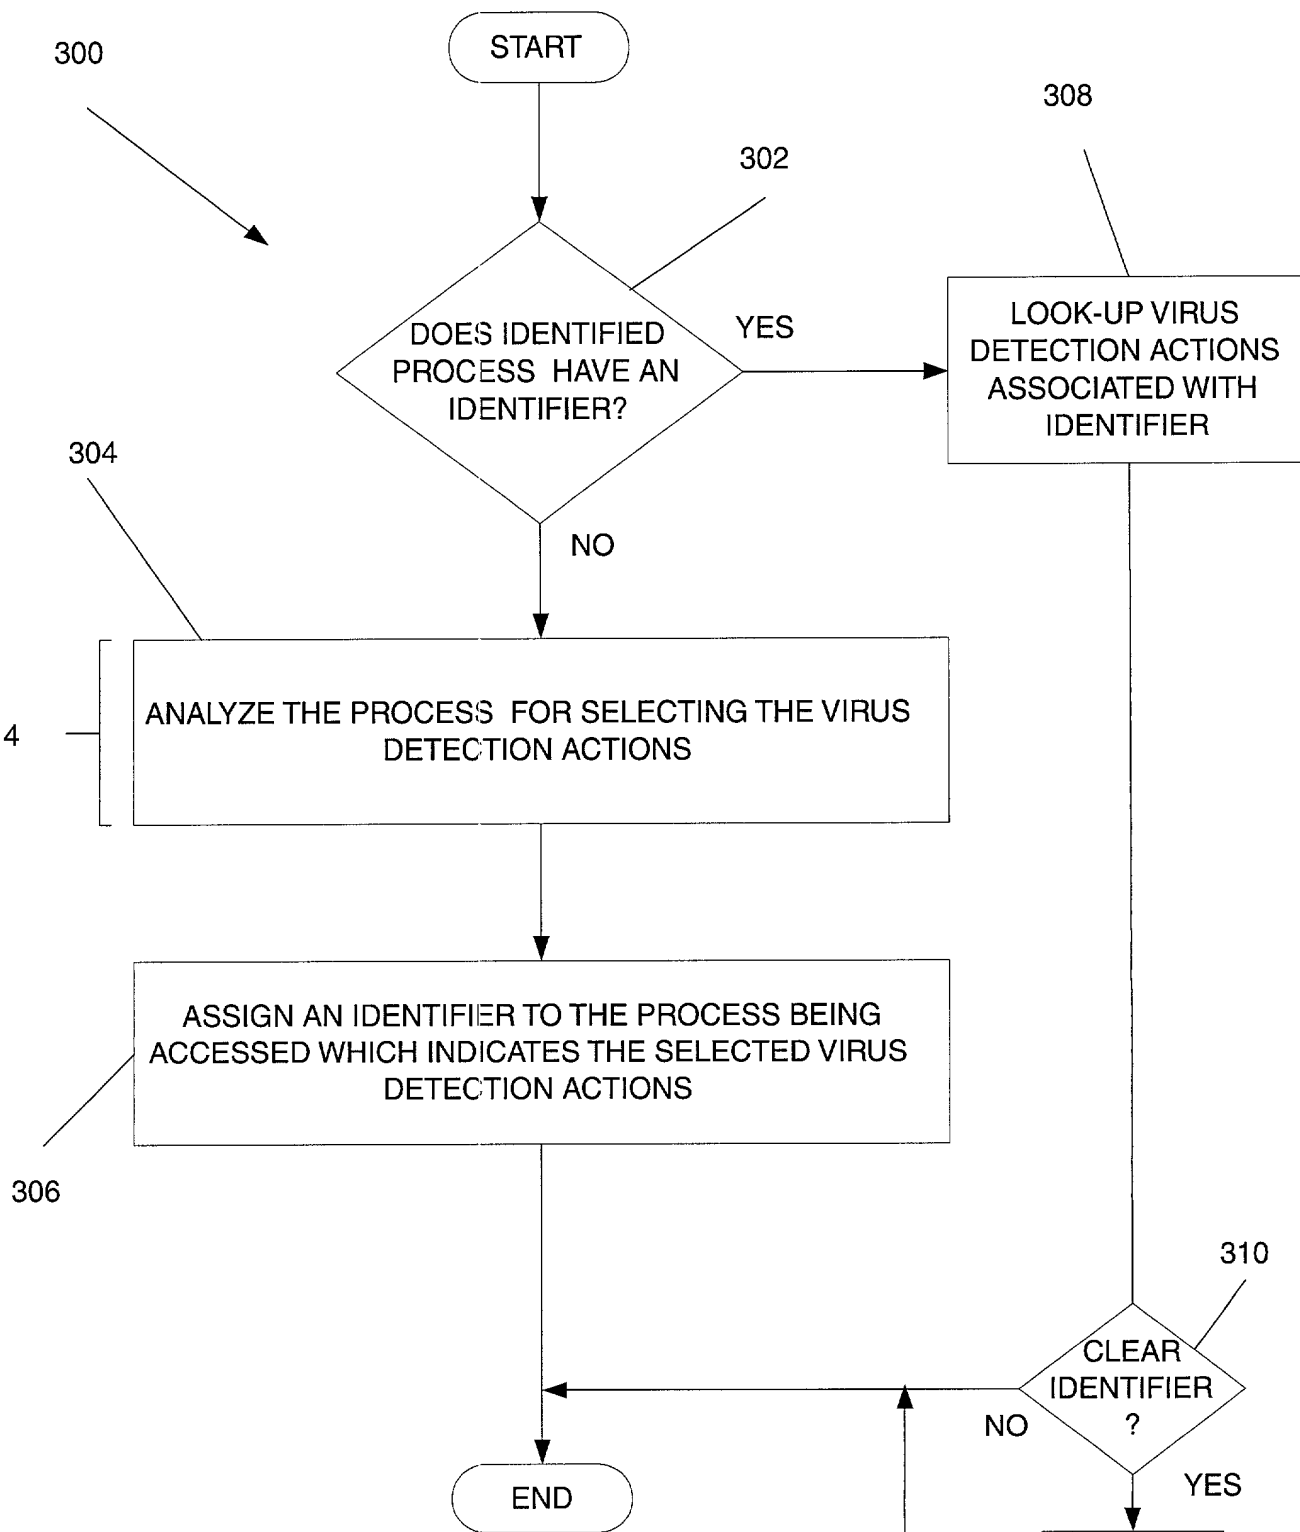 START
300
308
302
DOES IDENTIFIED
PROCESS HAVE AN
IDENTIFIER?
YES
LOOK-UP VIRUS
DETECTION ACTIONS
ASSOCIATED WITH
IDENTIFIER
304
NO
4
ANALYZE THE PROCESS FOR SELECTING THE VIRUS
DETECTION ACTIONS
ASSIGN AN IDENTIFIER TO THE PROCESS BEING
ACCESSED WHICH INDICATES THE SELECTED VIRUS
DETECTION ACTIONS
306
310
CLEAR
IDENTIFIER
?
NO
YES
END